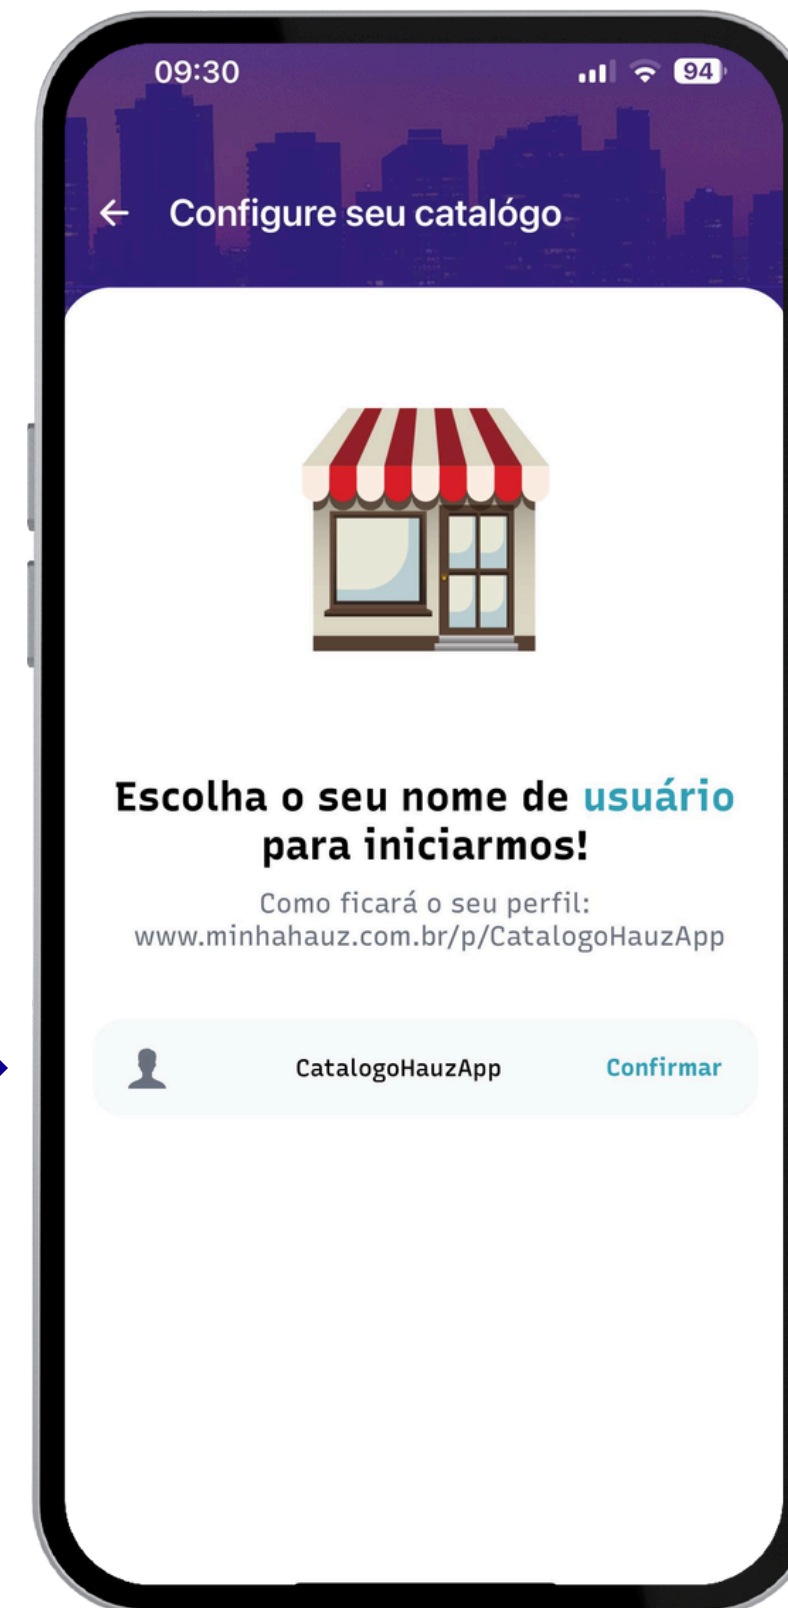 09:30
94
Configure seu catalógo
Escolha o seu nome de usuário
para iniciarmos!
Como ficará o seu perfil:
www.minhahauz.com.br/p/CatalogoHauzApp
CatalogoHauzApp
Confirmar